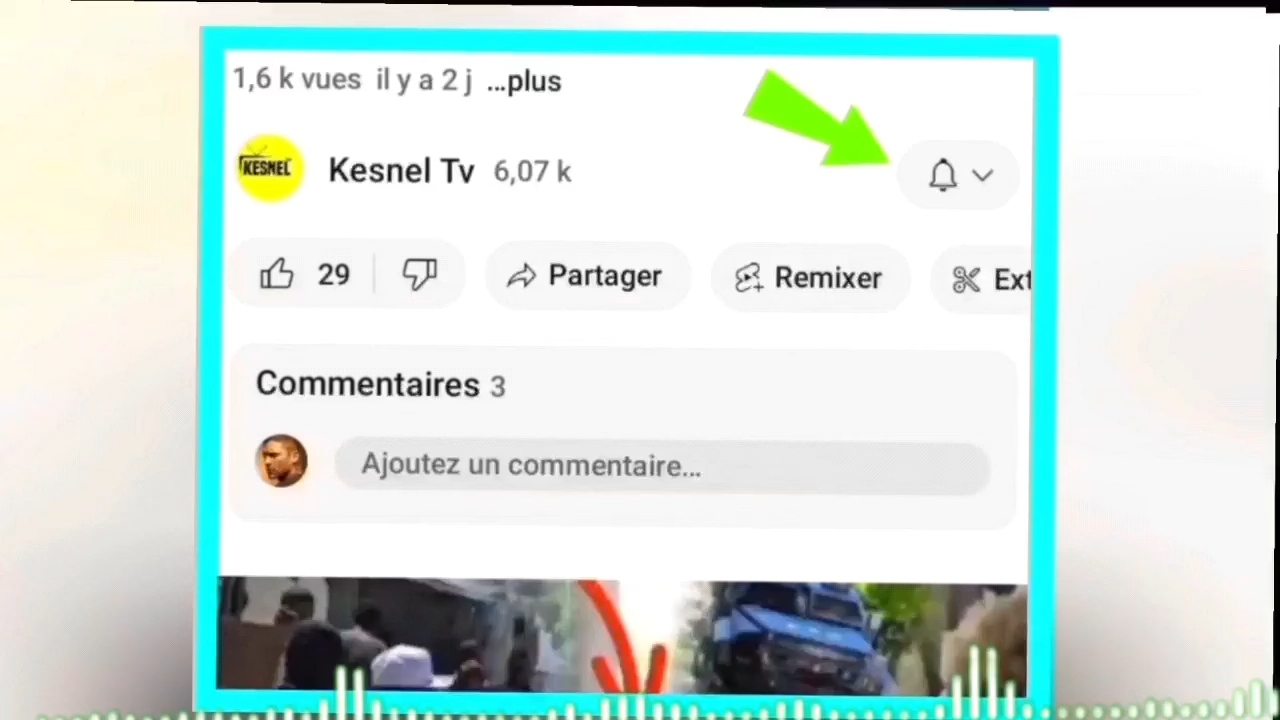 1,6 k vues il y a 2 j ...plus
KESNEL
Kesnel Tv 6,07 k
29
Partager
Remixer
Ext
Commentaires 3
Ajoutez un commentaire...